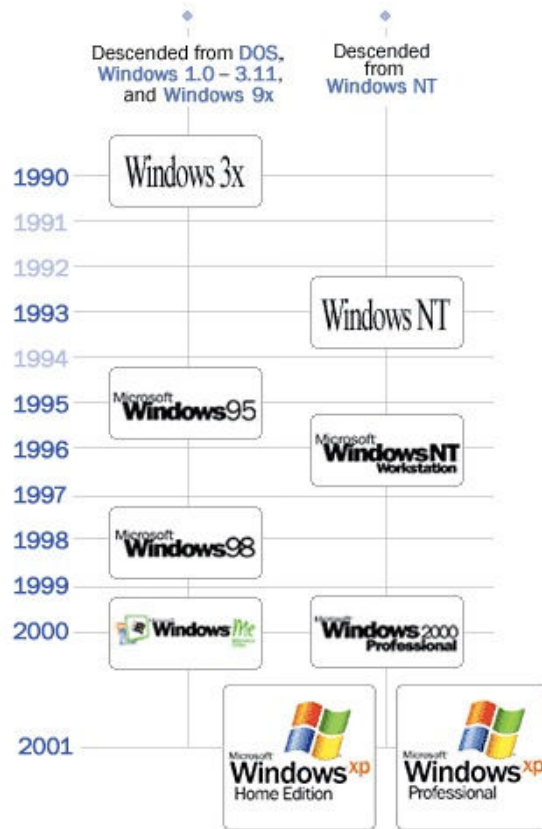 Descended from DOS,
Windows 1.0 – 3.11,
and Windows 9x
Descended
from
Windows NT
1990
Windows 3x
1991
1992
1993
Windows NT
1994
1995
Microsoft
Windows95
1996
Microsoft
WindowsNT
Workstation
1997
1998
Microsoft
Windows98
1999
2000
Windows Me
Microsoft
Windows 2000
Professional
2001
Microsoft
Windows xp
Home Edition
Microsoft
Windows xp
Professional